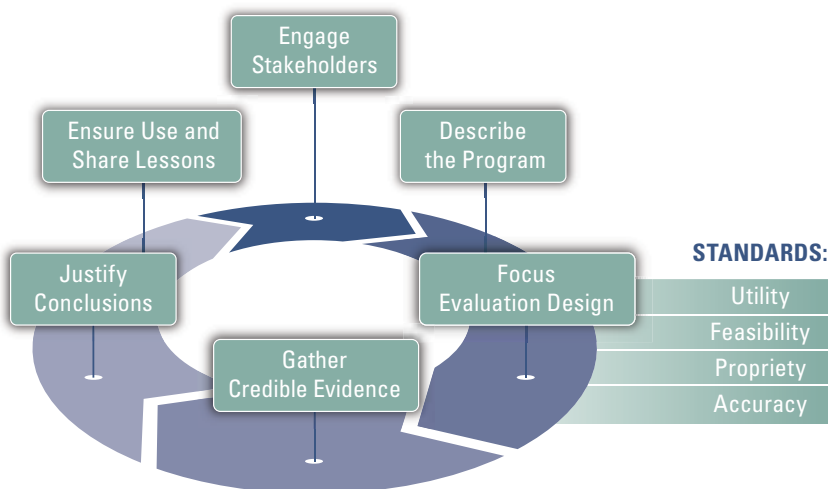 Engage
Stakeholders
Ensure Use and
Share Lessons
Describe
the Program
Justify
Conclusions
Focus
Evaluation Design
Gather
Credible Evidence
STANDARDS:
Utility
Feasibility
Propriety
Accuracy